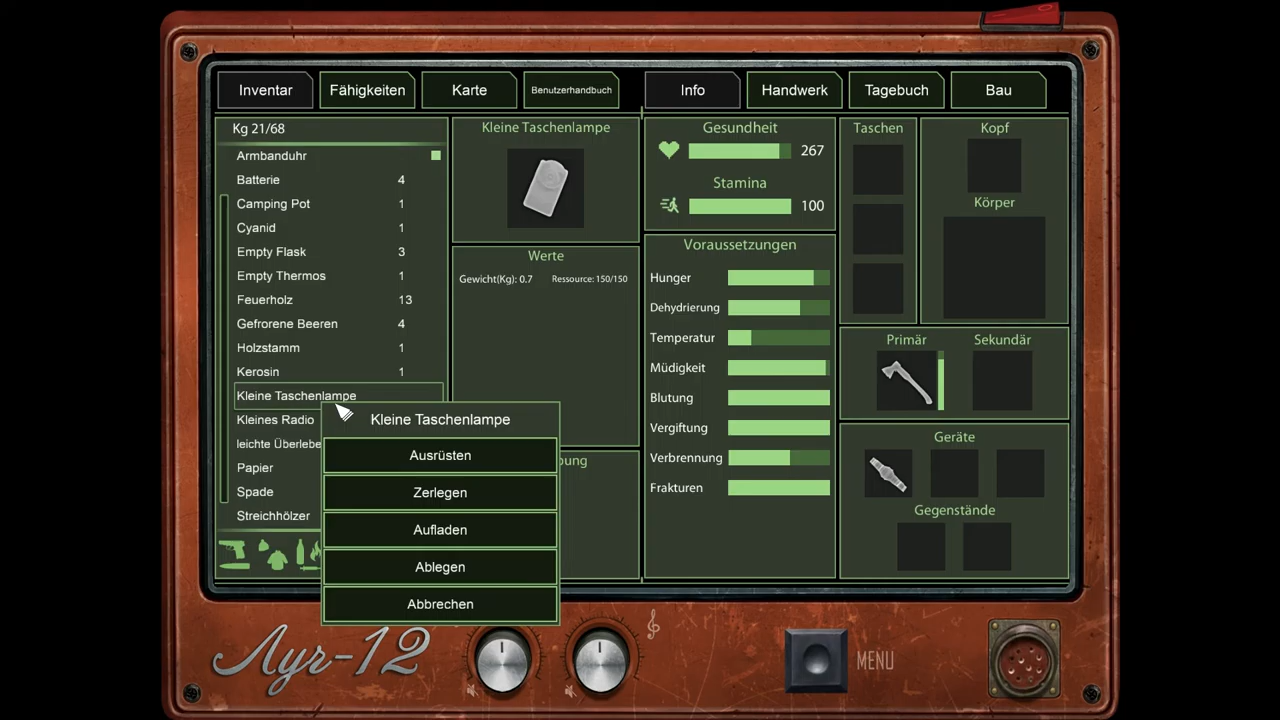 Inventar
Fähigkeiten
Karte
Benutzerhandbuch
Info
Handwerk
Tagebuch
Bau
Kg 21/68
Armbanduhr
Batterie 4
Camping Pot 1
Cyanid 1
Empty Flask 3
Empty Thermos 1
Feuerholz 13
Gefrorene Beeren 4
Holzstamm 1
Kerosin 1
Kleine Taschenlampe
Kleines Radio
leichte Überlebe
Papier
Spade
Streichhölzer
Kleine Taschenlampe
Ausrüsten
Zerlegen
Aufladen
Ablegen
Abbrechen
Kleine Taschenlampe
Werte
Gewicht(Kg): 0.7 Ressource: 150/150
bung
Gesundheit
267
Stamina
100
Voraussetzungen
Hunger
Dehydrierung
Temperatur
Müdigkeit
Blutung
Vergiftung
Verbrennung
Frakturen
Taschen
Kopf
Körper
Primär
Sekundär
Geräte
Gegenstände
Луч-12
MENU